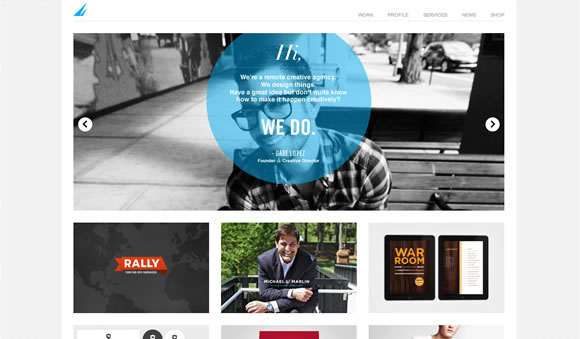 WORK PROFILE SERVICES NEWS SHOP
Hi,
We're a remote creative agency.
We design things.
Have a great idea but don't quite know
how to make it happen creatively?
WE DO.
- GABE LOPEZ
Founder & Creative Director
RALLY
MICHAEL J MARLIN
WAR
ROOM